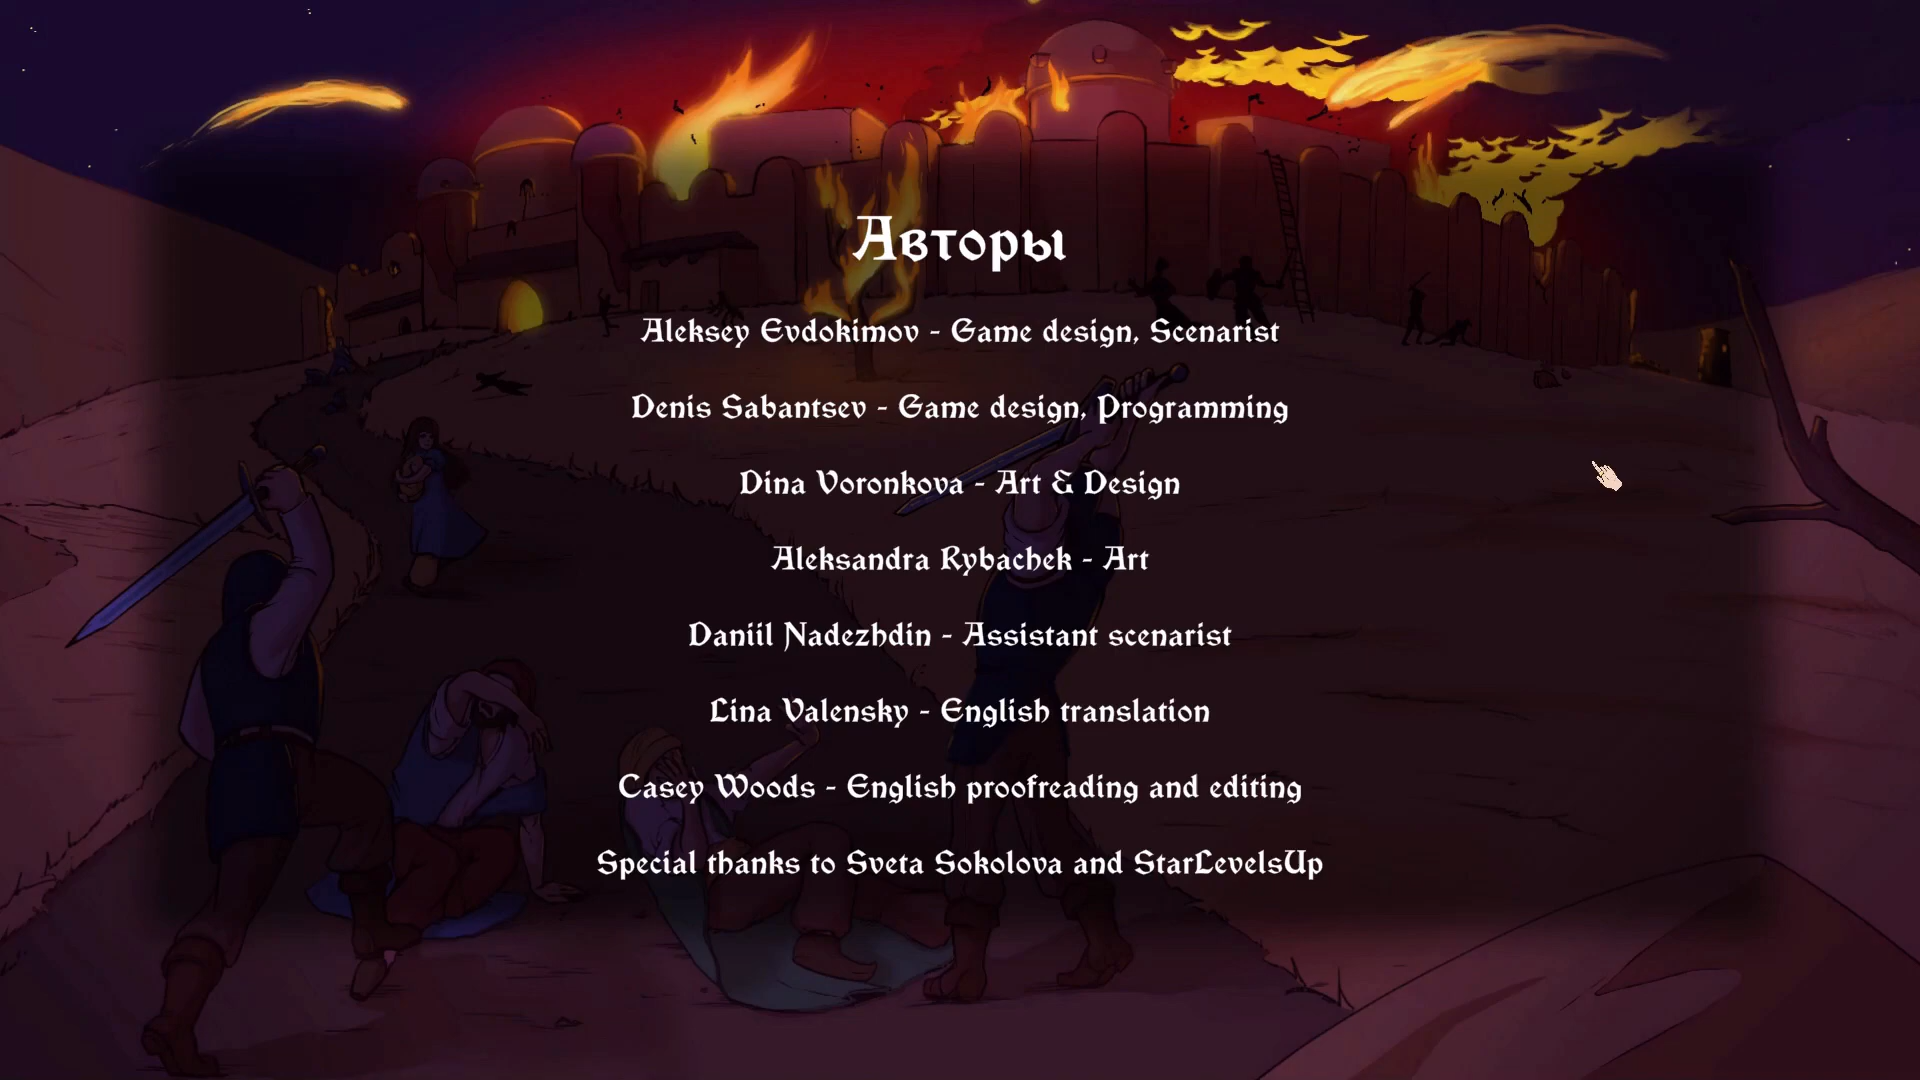 Авторы
Aleksey Evdokimov - Game design, Scenarist
Denis Sabantsev - Game design, Programming
Dina Voronkova - Art & Design
Aleksandra Rybachek - Art
Daniil Nadezhdin - Assistant scenarist
Lina Valensky - English translation
Casey Woods - English proofreading and editing
Special thanks to Sveta Sokolova and StarLevelsUp